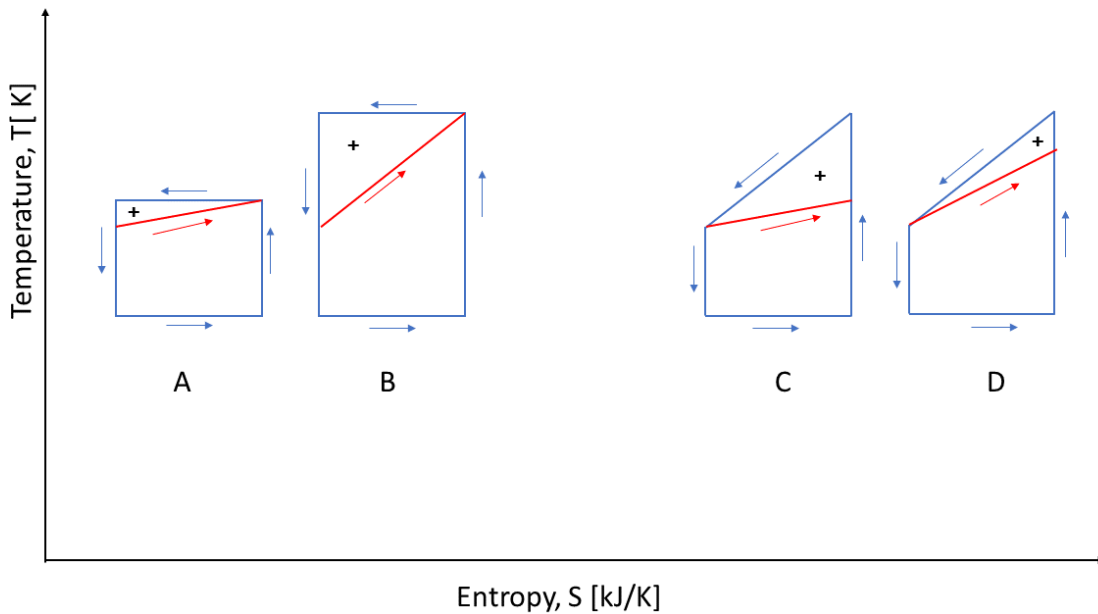 Temperature, T[ K]
+
+
+
+
A
B
C
D
Entropy, S [kJ/K]